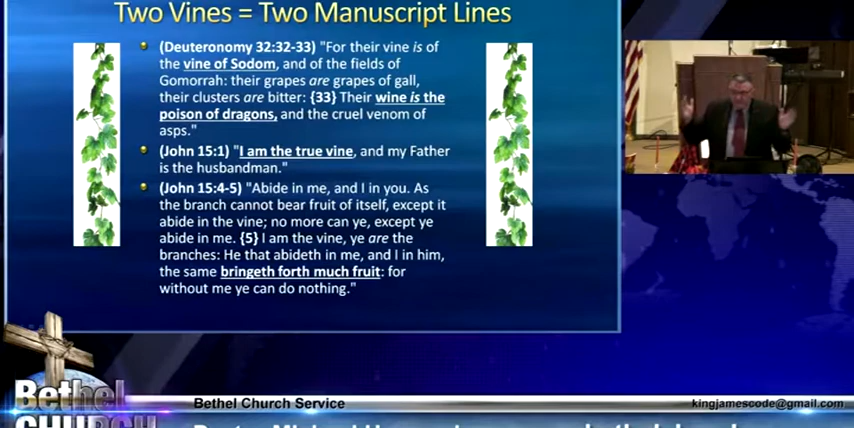 Two Vines = Two Manuscript Lines
(Deuteronomy 32:32-33) "For their vine is of
the vine of Sodom, and of the fields of
Gomorrah: their grapes are grapes of gall,
their clusters are bitter: {33} Their wine is the
poison of dragons, and the cruel venom of
asps."
(John 15:1) "I am the true vine, and my Father
is the husbandman."
(John 15:4-5) "Abide in me, and I in you. As
the branch cannot bear fruit of itself, except it
abide in the vine; no more can ye, except ye
abide in me. {5} I am the vine, ye are the
branches: He that abideth in me, and I in him,
the same bringeth forth much fruit: for
without me ye can do nothing."
Bethel
CHURCH
Bethel Church Service
kingjamescode@gmail.com